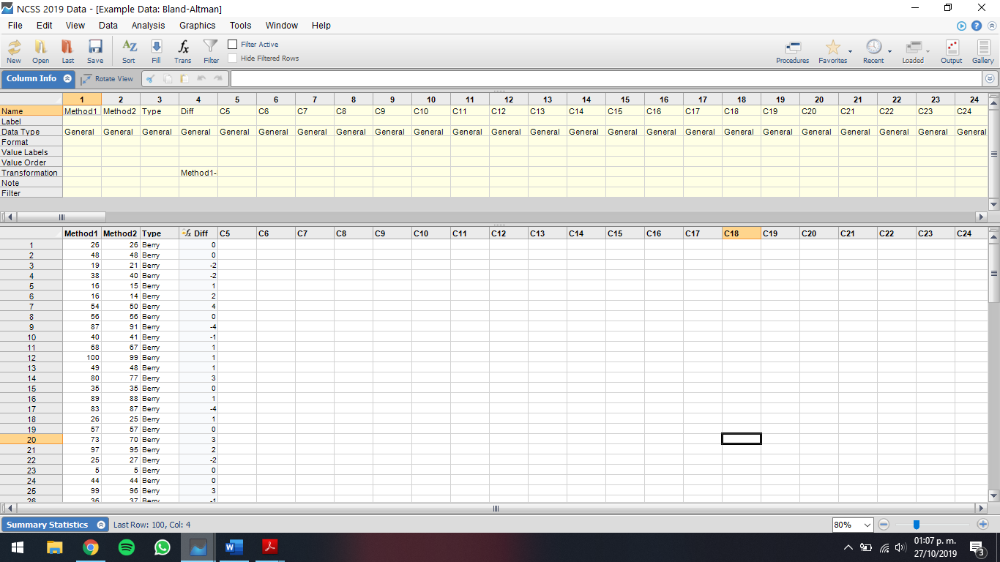 NCSS 2019 Data - [Example Data: Bland-Altman]
File Edit View Data Analysis Graphics Tools Window Help
New Open Last Save Sort Fill Trans Filter
Filter Active
Hide Filtered Rows
Procedures Favorites Recent Loaded Output Gallery
Column Info Rotate View
1 2 3 4 5 6 7 8 9 10 11 12 13 14 15 16 17 18 19 20 21 22 23 24
Name Method1 Method2 Type Diff C5 C6 C7 C8 C9 C10 C11 C12 C13 C14 C15 C16 C17 C18 C19 C20 C21 C22 C23 C24
Label
Data Type General General General General General General General General General General General General General General General General General General General General General General General General
Format
Value Labels
Value Order
Transformation Method1-
Note
Filter
Method1 Method2 Type fx Diff C5 C6 C7 C8 C9 C10 C11 C12 C13 C14 C15 C16 C17 C18 C19 C20 C21 C22 C23 C24
1 26 26 Berry 0
2 48 48 Berry 0
3 19 21 Berry -2
4 38 40 Berry -2
5 16 15 Berry 1
6 16 14 Berry 2
7 54 50 Berry 4
8 56 56 Berry 0
9 87 91 Berry -4
10 40 41 Berry -1
11 68 67 Berry 1
12 100 99 Berry 1
13 49 48 Berry 1
14 80 77 Berry 3
15 35 35 Berry 0
16 89 88 Berry 1
17 83 87 Berry -4
18 26 25 Berry 1
19 57 57 Berry 0
20 73 70 Berry 3
21 97 95 Berry 2
22 25 27 Berry -2
23 5 5 Berry 0
24 44 44 Berry 0
25 99 96 Berry 3
26 36 37 Berry -1
Summary Statistics Last Row: 100, Col: 4
80%
01:07 p. m.
27/10/2019
3